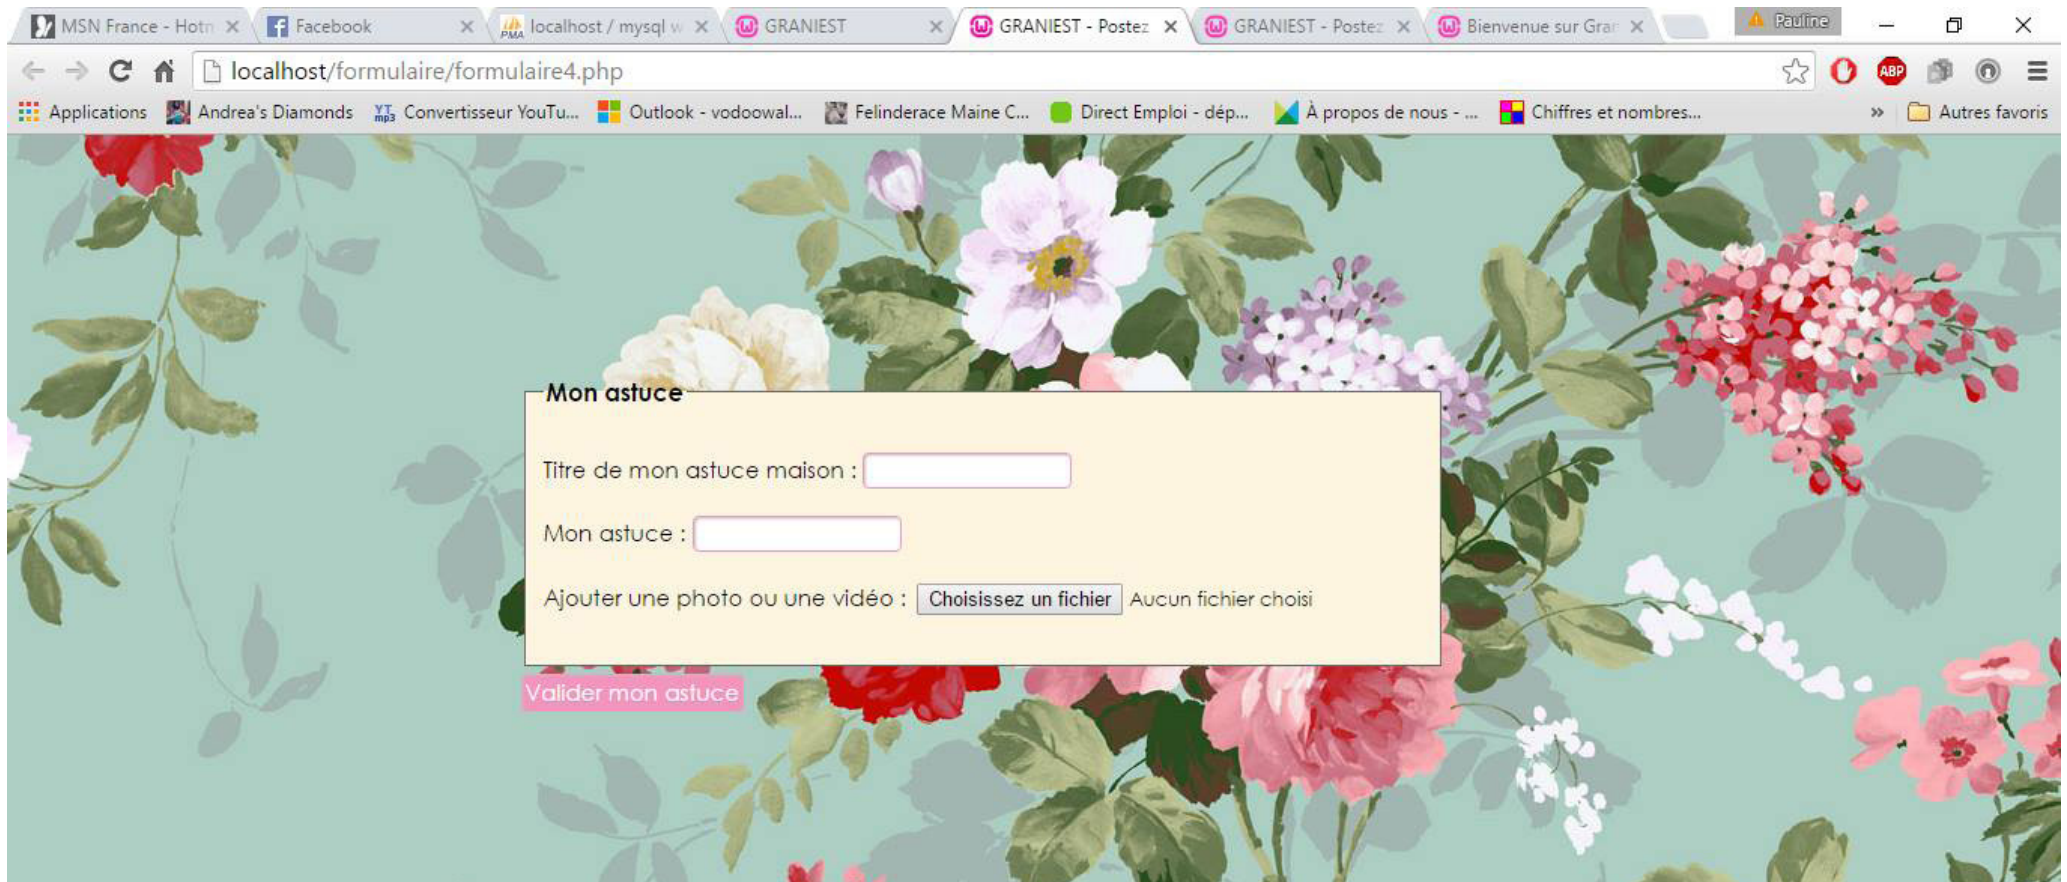 MSN France - Hotn
Facebook
localhost / mysql w
GRANIEST
GRANIEST - Postez
GRANIEST - Postez
Bienvenue sur Gran
Pauline
localhost/formulaire/formulaire4.php
ABP
Applications
Andrea's Diamonds
Convertisseur YouTu...
Outlook - vodoowal...
Felinderace Maine C...
Direct Emploi - dép...
À propos de nous - ...
Chiffres et nombres...
»
Autres favoris
Mon astuce
Titre de mon astuce maison :
Mon astuce :
Ajouter une photo ou une vidéo : Choisissez un fichier Aucun fichier choisi
Valider mon astuce